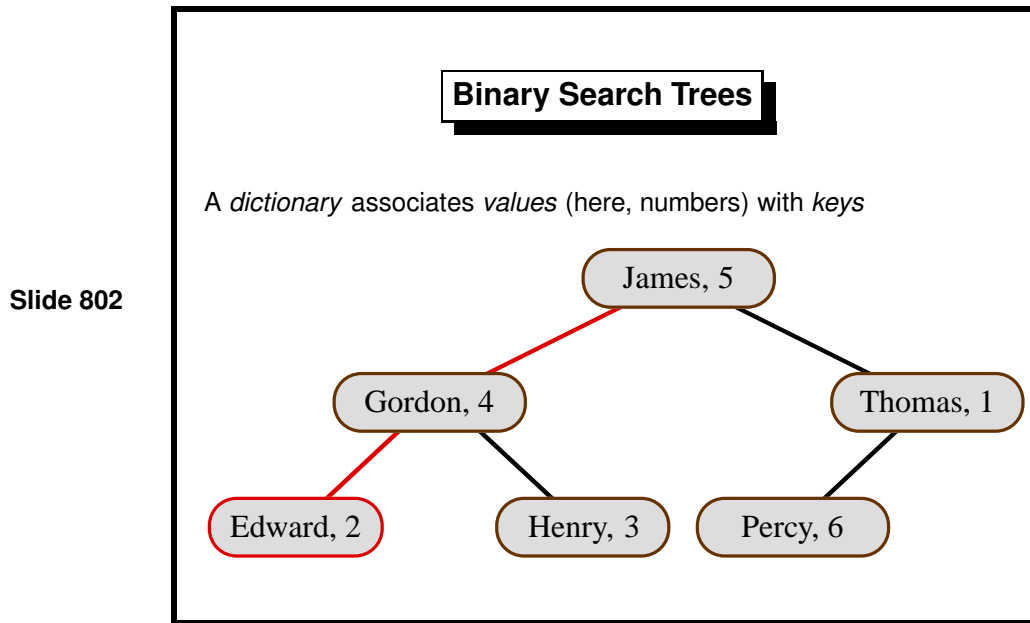 Binary Search Trees
A dictionary associates values (here, numbers) with keys
Slide 802
James, 5
Gordon, 4
Thomas, 1
Edward, 2
Henry, 3
Percy, 6